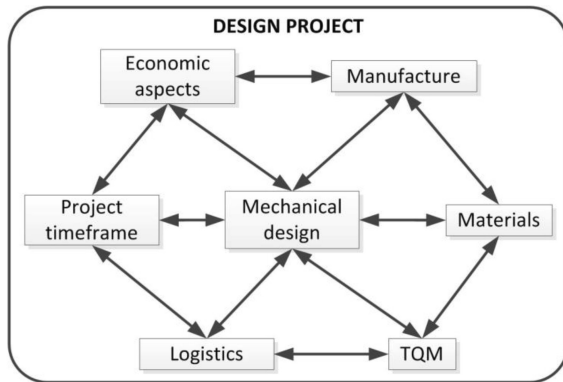 DESIGN PROJECT
Economic
aspects
Manufacture
Project
timeframe
Mechanical
design
Materials
Logistics
TQM